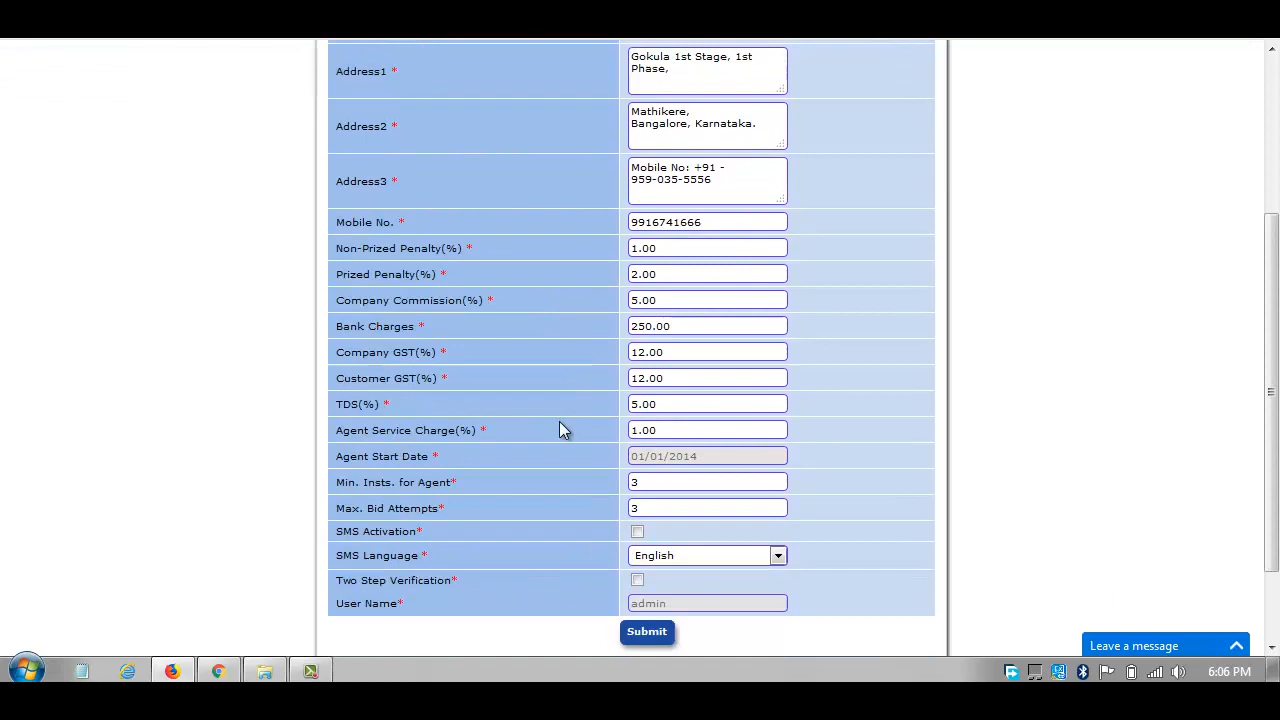 Address1 *
Gokula 1st Stage, 1st
Phase,
Address2 *
Mathikere,
Bangalore, Karnataka.
Address3 *
Mobile No: +91 -
959-035-5556
Mobile No. * 9916741666
Non-Prized Penalty(%) * 1.00
Prized Penalty(%) * 2.00
Company Commission(%) * 5.00
Bank Charges * 250.00
Company GST(%) * 12.00
Customer GST(%) * 12.00
TDS(%) * 5.00
Agent Service Charge(%) * 1.00
Agent Start Date * 01/01/2014
Min. Insts. for Agent* 3
Max. Bid Attempts* 3
SMS Activation*
SMS Language * English
Two Step Verification*
User Name* admin
Submit
Leave a message
6:06 PM